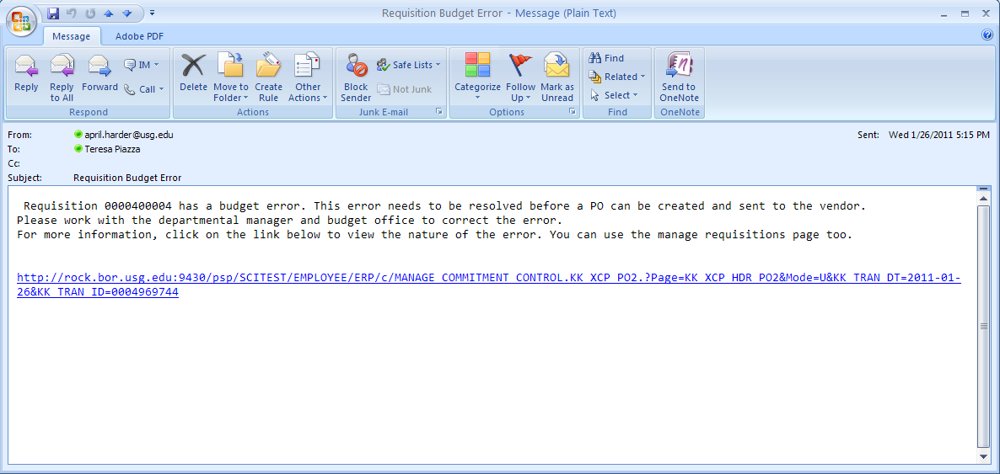 Requisition Budget Error - Message (Plain Text)
Message Adobe PDF
Reply Reply to All Forward IM Call
Respond
Delete Move to Folder Create Rule Other Actions
Actions
Block Sender Safe Lists Not Junk
Junk E-mail
Categorize Follow Up Mark as Unread
Options
Find Related Select
Find
Send to OneNote
OneNote
From: april.harder@usg.edu Sent: Wed 1/26/2011 5:15 PM
To: Teresa Piazza
Cc:
Subject: Requisition Budget Error
Requisition 0000400004 has a budget error. This error needs to be resolved before a PO can be created and sent to the vendor.
Please work with the departmental manager and budget office to correct the error.
For more information, click on the link below to view the nature of the error. You can use the manage requisitions page too.
http://rock.bor.usg.edu:9430/psp/SCITEST/EMPLOYEE/ERP/c/MANAGE_COMMITMENT_CONTROL.KK_XCP_PO2.?Page=KK_XCP_HDR_PO2&Mode=U&KK_TRAN_DT=2011-01-
26&KK_TRAN_ID=0004969744